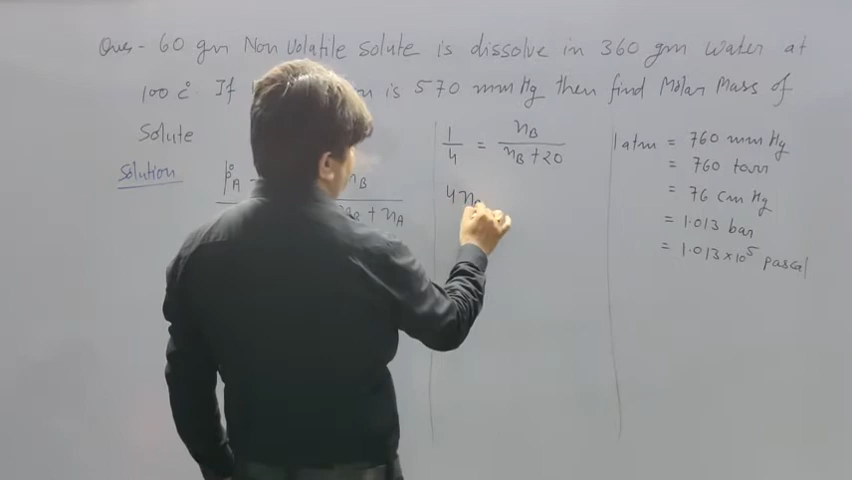 Ques - 60 gm Non Volatile solute is dissolve in 360 gm water at
100°C. If is 570 mm Hg then find Molar Mass of
Solute
Solution
P°A
nB
nB + nA
1/4 = nB/nB + 20
4n
1 atm = 760 mm Hg
= 760 torr
= 76 cm Hg
= 1.013 bar
= 1.013 × 10⁵ pascal